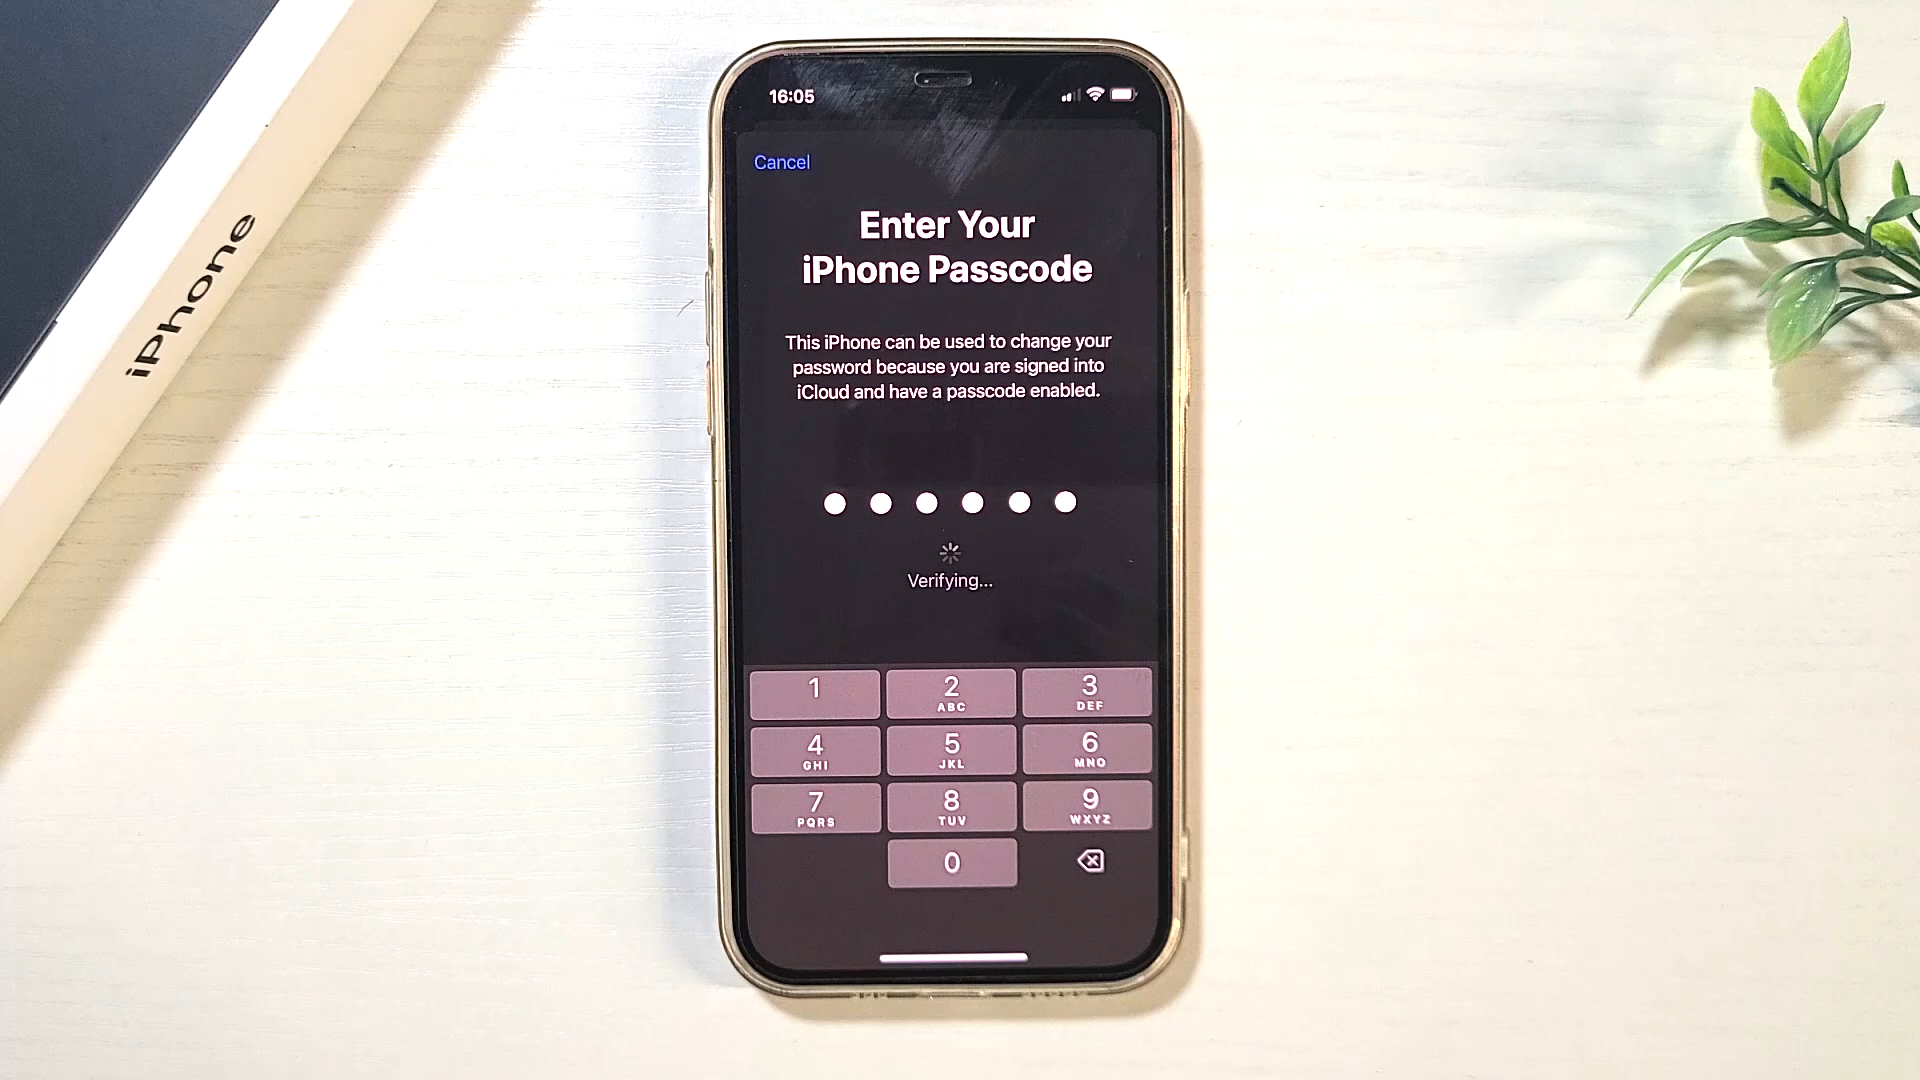 iPhone
16:05
Cancel
Enter Your
iPhone Passcode
This iPhone can be used to change your
password because you are signed into
iCloud and have a passcode enabled.
Verifying...
1
2
ABC
3
DEF
4
GHI
5
JKL
6
MNO
7
PQRS
8
TUV
9
WXYZ
0